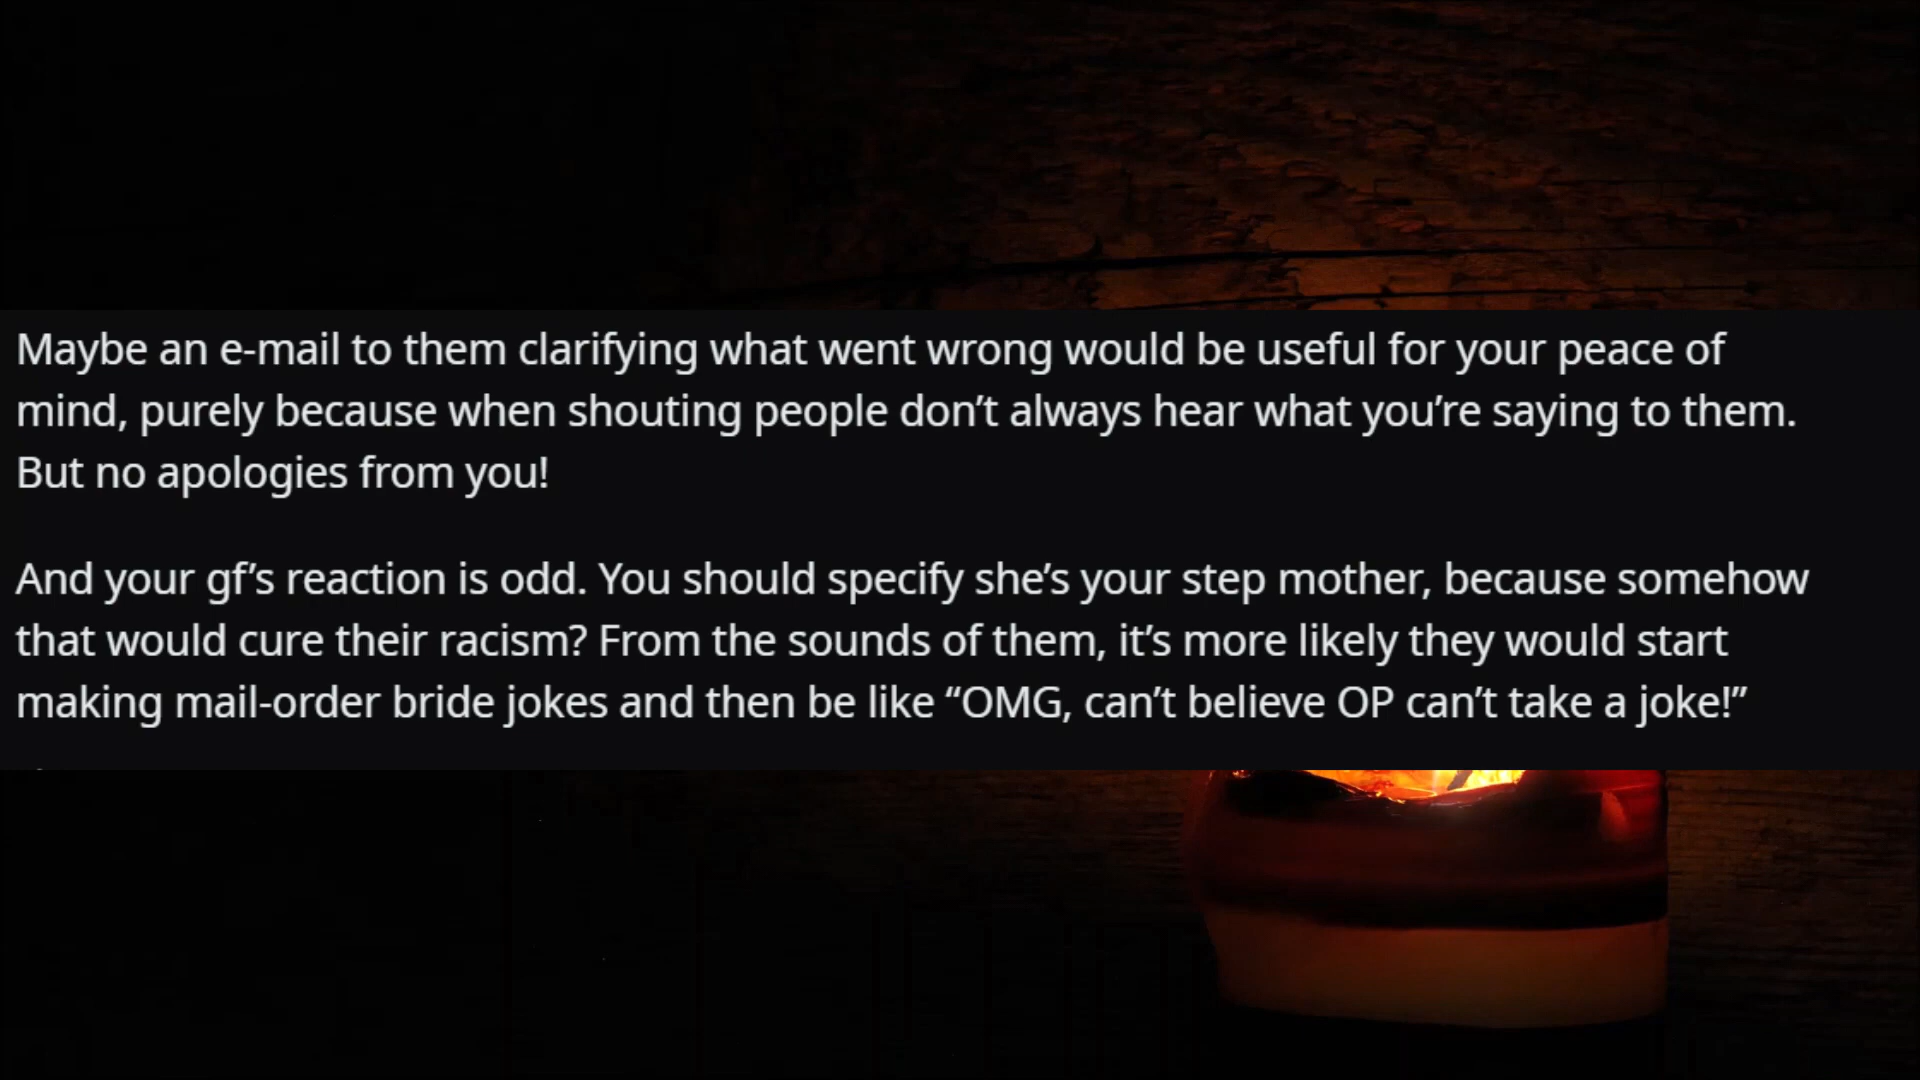 Maybe an e-mail to them clarifying what went wrong would be useful for your peace of
mind, purely because when shouting people don’t always hear what you’re saying to them.
But no apologies from you!
And your gf’s reaction is odd. You should specify she’s your step mother, because somehow
that would cure their racism? From the sounds of them, it’s more likely they would start
making mail-order bride jokes and then be like “OMG, can’t believe OP can’t take a joke!”